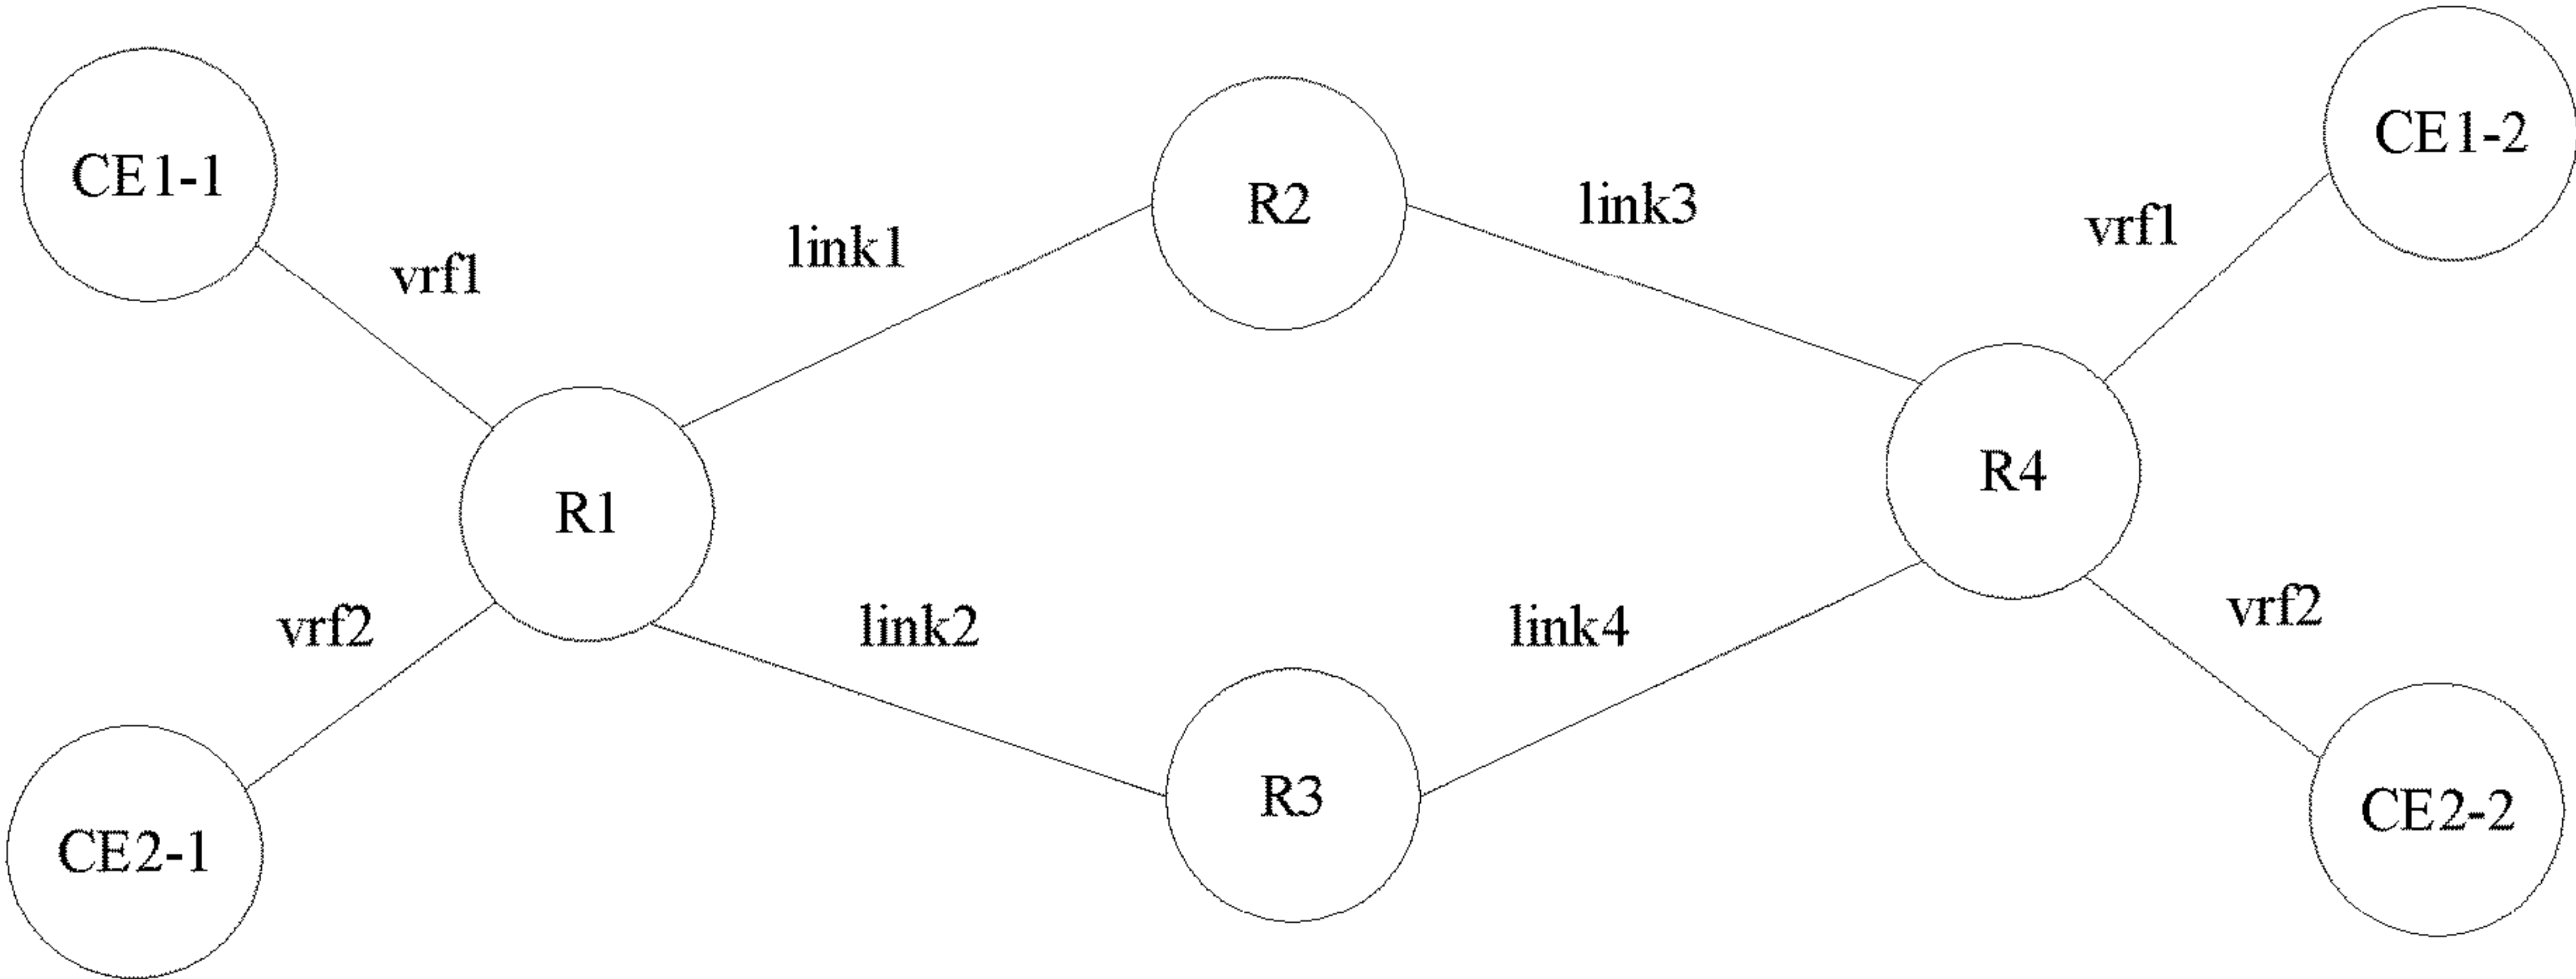 CE1-1
R2
CE1-2
link3
vrf1
link1
vrf1
R4
R1
vrf2
link2
link4
vrf2
R3
CE2-2
CE2-1